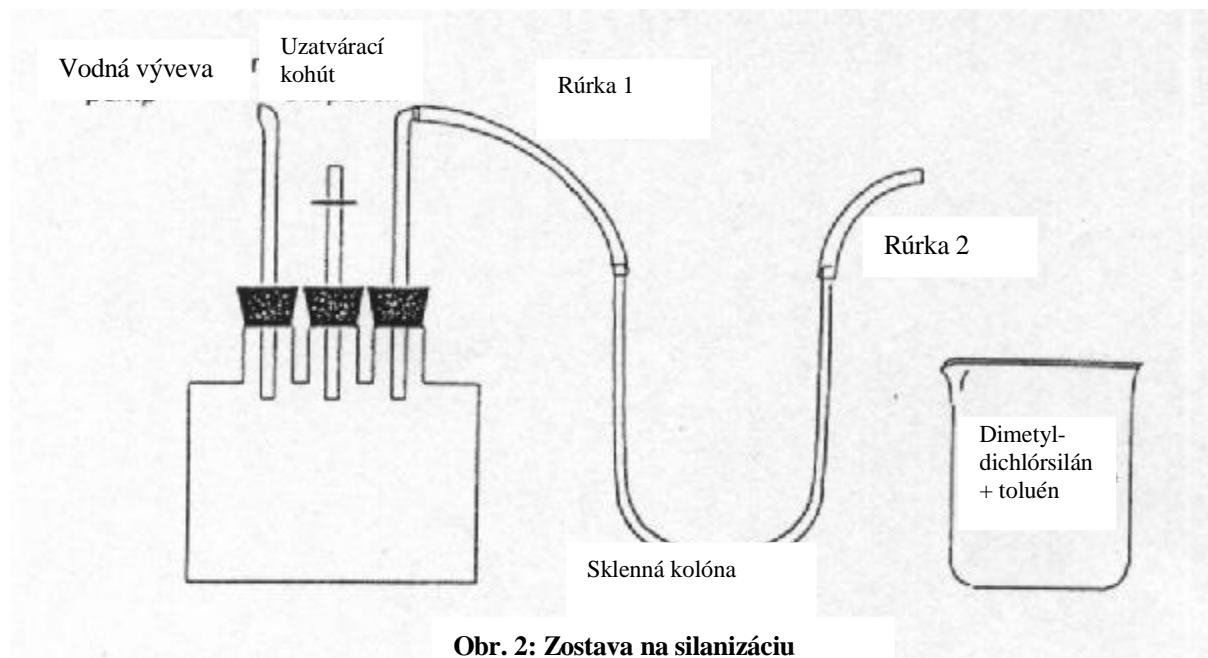 Vodná výveva
Uzatvárací
kohút
Rúrka 1
Rúrka 2
Dimetyl-
dichlórsilán
+ toluén
Sklenná kolóna
Obr. 2: Zostava na silanizáciu